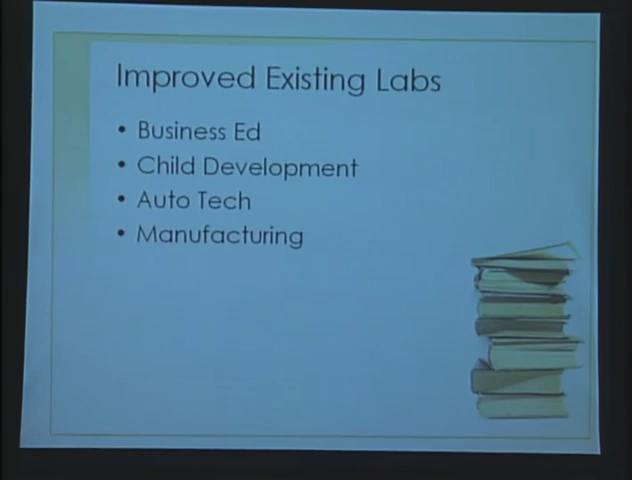 Improved Existing Labs
• Business Ed
• Child Development
• Auto Tech
• Manufacturing